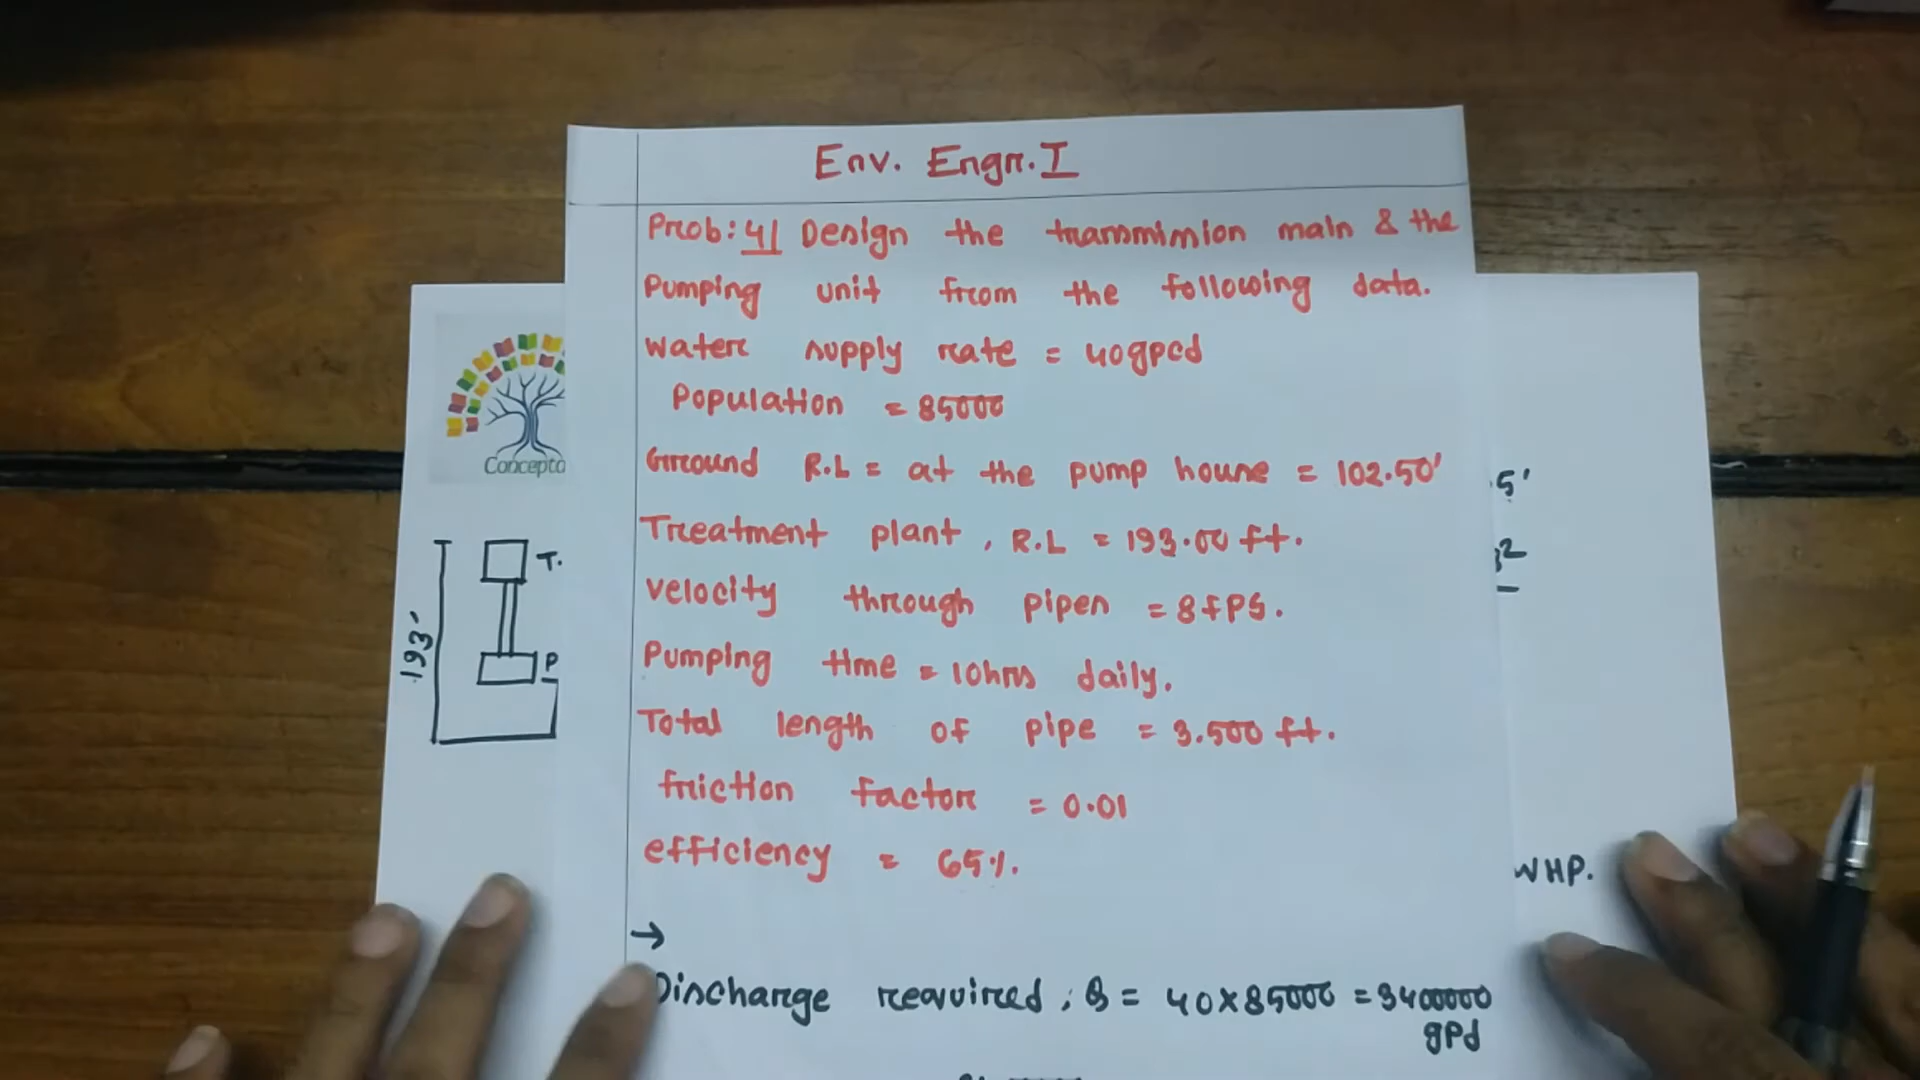 Env. Engr. I
Prob: 4| Design the transmission main & the
Pumping unit from the following data.
Water supply rate = 40gpcd
Population = 85000
Ground R.L = at the pump house = 102.50'
Treatment plant, R.L = 193.00 ft.
Velocity through pipes = 8fps.
Pumping time = 10hrs daily.
Total length of pipe = 3.500 ft.
friction factor = 0.01
efficiency = 65%.
→
Discharge required, Q = 40×85000 = 3400000
gpd
Concepto
T.
P
193'
.5'
2
WHP.